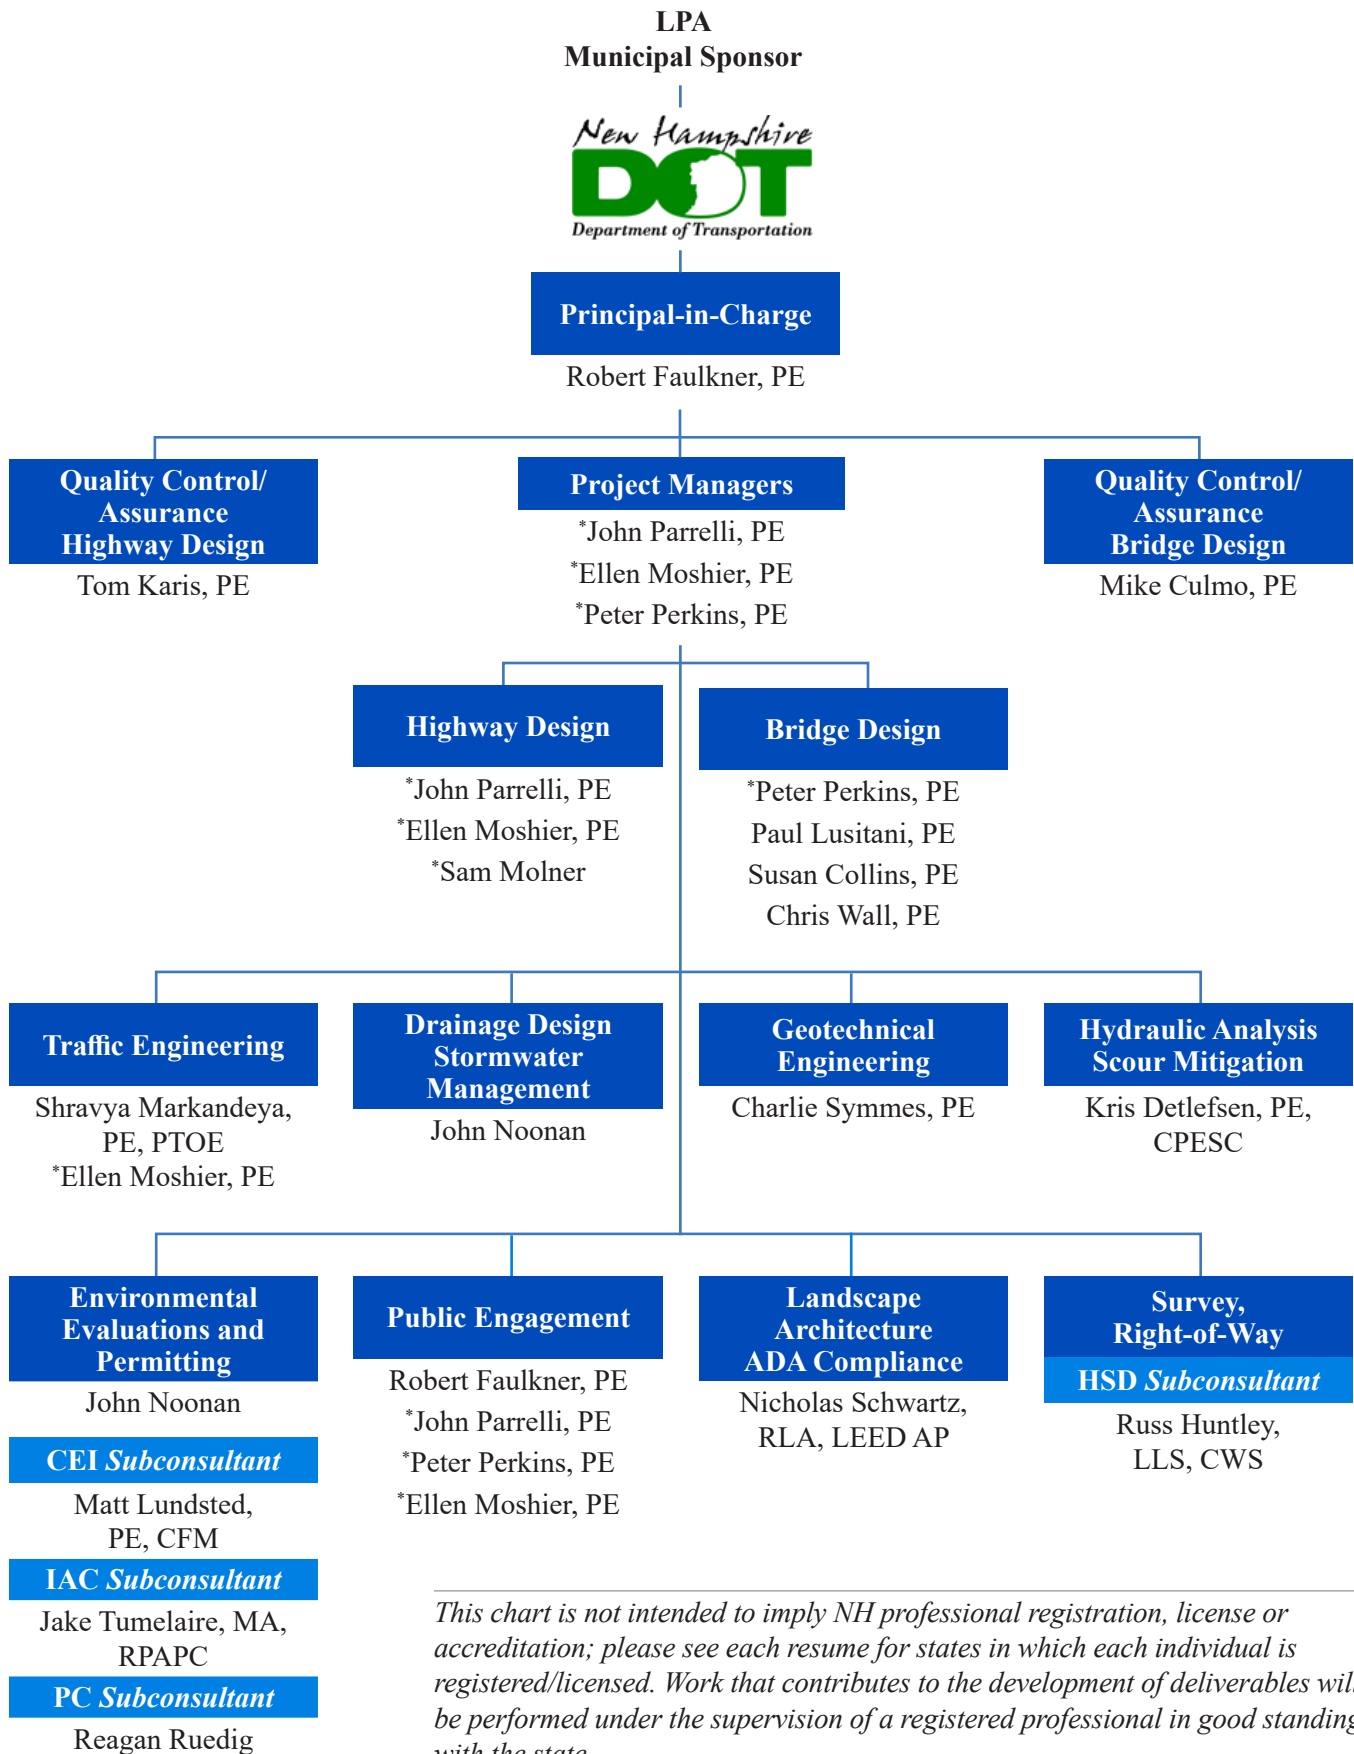 LPA
Municipal Sponsor
New Hampshire
DOT
Department of Transportation
Principal-in-Charge
Robert Faulkner, PE
Quality Control/
Assurance
Highway Design
Tom Karis, PE
Project Managers
*John Parrelli, PE
*Ellen Moshier, PE
*Peter Perkins, PE
Quality Control/
Assurance
Bridge Design
Mike Culmo, PE
Highway Design
*John Parrelli, PE
*Ellen Moshier, PE
*Sam Molner
Bridge Design
*Peter Perkins, PE
Paul Lusitani, PE
Susan Collins, PE
Chris Wall, PE
Traffic Engineering
Shravya Markandeya,
PE, PTOE
*Ellen Moshier, PE
Drainage Design
Stormwater
Management
John Noonan
Geotechnical
Engineering
Charlie Symmes, PE
Hydraulic Analysis
Scour Mitigation
Kris Detlefsen, PE,
CPESC
Environmental
Evaluations and
Permitting
John Noonan
CEI Subconsultant
Matt Lundsted,
PE, CFM
IAC Subconsultant
Jake Tumelaire, MA,
RPAPC
PC Subconsultant
Reagan Ruedig
Public Engagement
Robert Faulkner, PE
*John Parrelli, PE
*Peter Perkins, PE
*Ellen Moshier, PE
Landscape
Architecture
ADA Compliance
Nicholas Schwartz,
RLA, LEED AP
Survey,
Right-of-Way
HSD Subconsultant
Russ Huntley,
LLS, CWS
This chart is not intended to imply NH professional registration, license or
accreditation; please see each resume for states in which each individual is
registered/licensed. Work that contributes to the development of deliverables will
be performed under the supervision of a registered professional in good standing
with the state